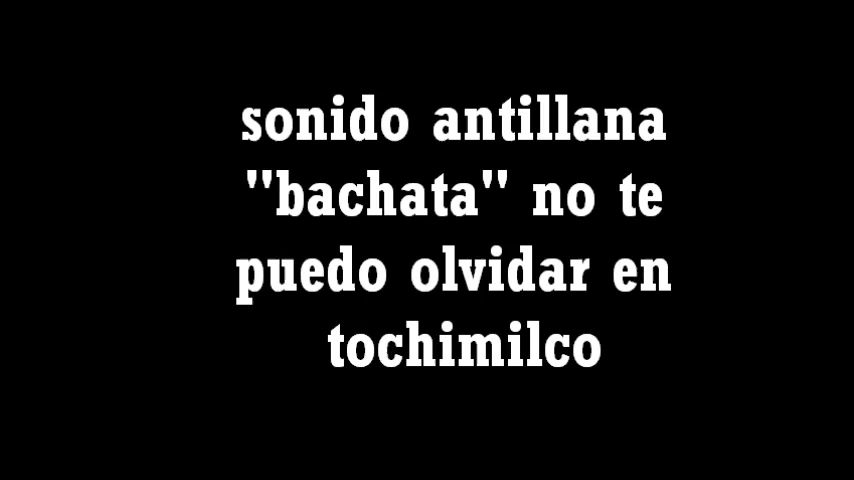 sonido antillana
"bachata" no te
puedo olvidar en
tochimilco